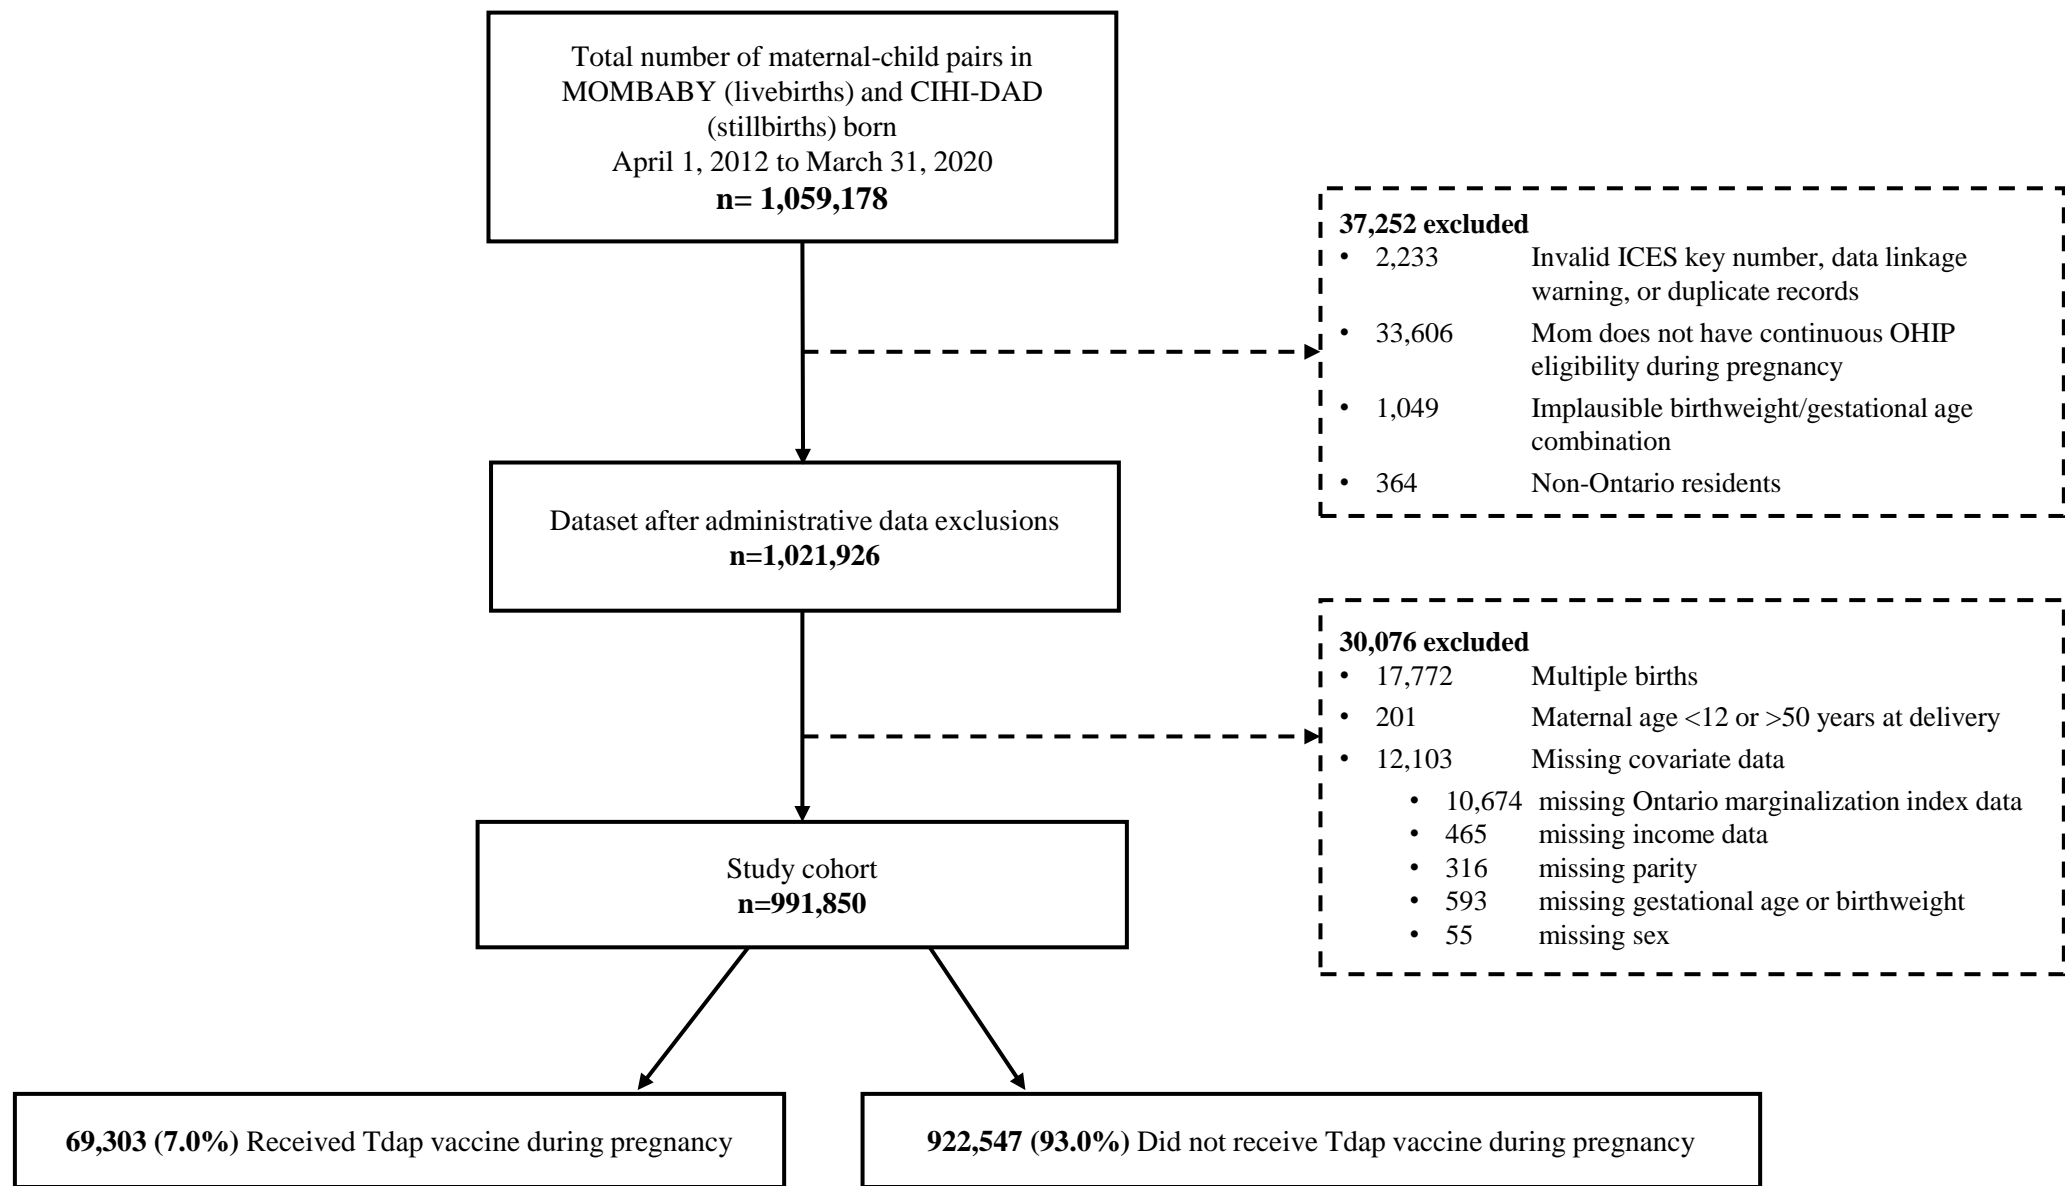 Total number of maternal-child pairs in
MOMBABY (livebirths) and CIHI-DAD
(stillbirths) born
April 1, 2012 to March 31, 2020
n= 1,059,178
37,252 excluded
• 2,233 Invalid ICES key number, data linkage
warning, or duplicate records
• 33,606 Mom does not have continuous OHIP
eligibility during pregnancy
• 1,049 Implausible birthweight/gestational age
combination
• 364 Non-Ontario residents
Dataset after administrative data exclusions
n=1,021,926
30,076 excluded
• 17,772 Multiple births
• 201 Maternal age <12 or >50 years at delivery
• 12,103 Missing covariate data
• 10,674 missing Ontario marginalization index data
• 465 missing income data
• 316 missing parity
• 593 missing gestational age or birthweight
• 55 missing sex
Study cohort
n=991,850
69,303 (7.0%) Received Tdap vaccine during pregnancy
922,547 (93.0%) Did not receive Tdap vaccine during pregnancy